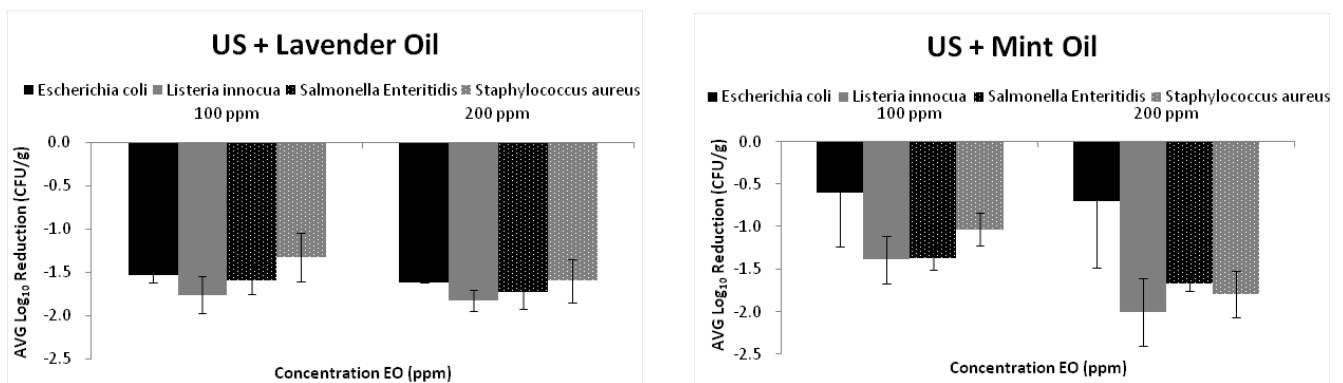 US + Lavender Oil
Escherichia coli Listeria innocua Salmonella Enteritidis Staphylococcus aureus
100 ppm 200 ppm
0.0
-0.5
-1.0
-1.5
-2.0
-2.5
AVG Log10 Reduction (CFU/g)
Concentration EO (ppm)
US + Mint Oil
Escherichia coli Listeria innocua Salmonella Enteritidis Staphylococcus aureus
100 ppm 200 ppm
0.0
-0.5
-1.0
-1.5
-2.0
-2.5
AVG Log10 Reduction (CFU/g)
Concentration EO (ppm)